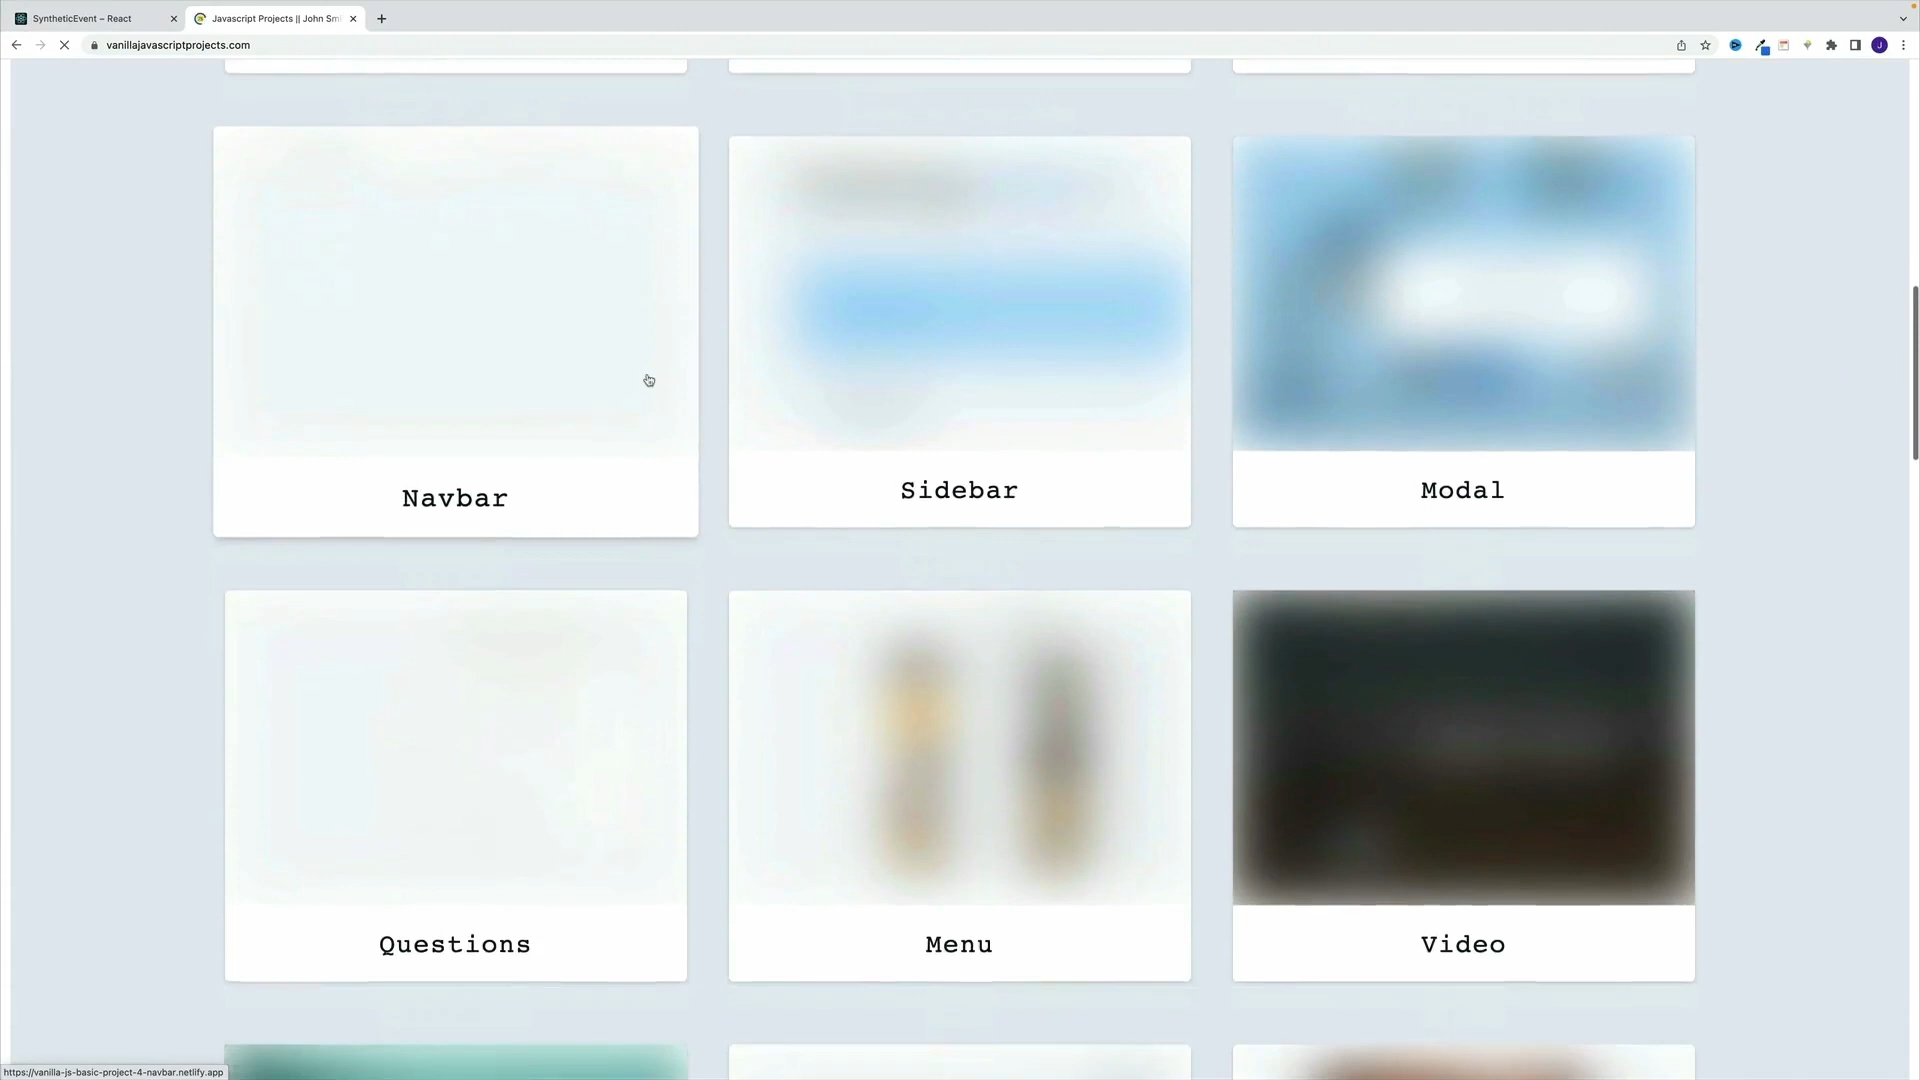 SyntheticEvent – React
Javascript Projects || John Smi
vanillajavascriptprojects.com
J
Navbar
Sidebar
Modal
Questions
Menu
Video
https://vanilla-js-basic-project-4-navbar.netlify.app